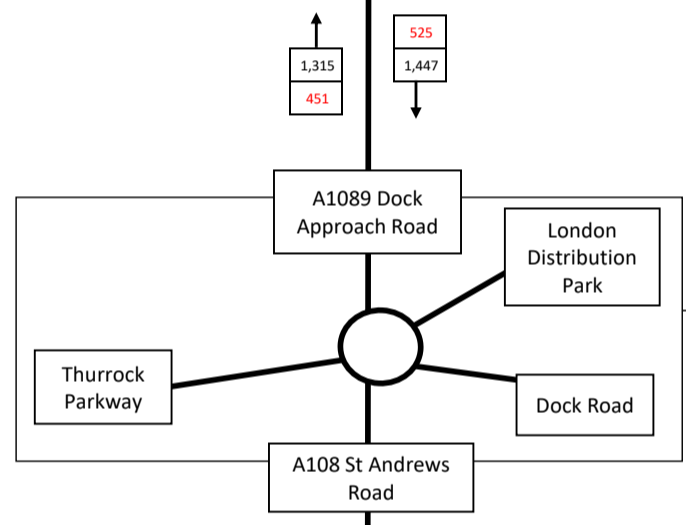 525
1,315
1,447
451
A1089 Dock
Approach Road
London
Distribution
Park
Thurrock
Parkway
Dock Road
A108 St Andrews
Road